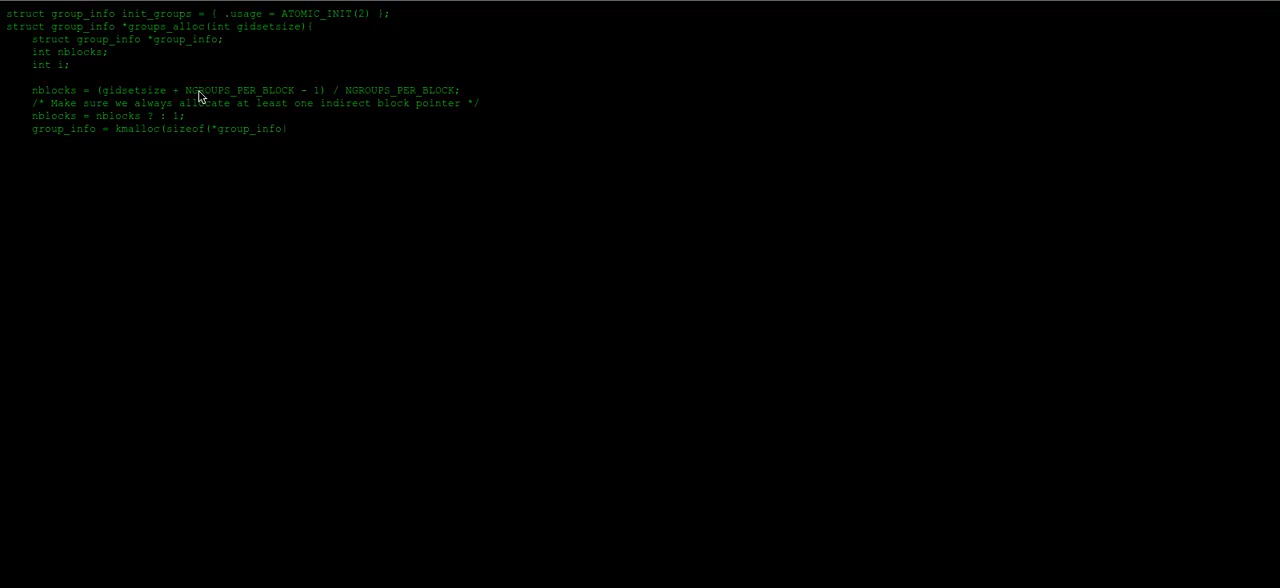 struct group_info init_groups = { .usage = ATOMIC_INIT(2) };
struct group_info *groups_alloc(int gidsetsize){
    struct group_info *group_info;
    int nblocks;
    int i;

    nblocks = (gidsetsize + NGROUPS_PER_BLOCK - 1) / NGROUPS_PER_BLOCK;
    /* Make sure we always allocate at least one indirect block pointer */
    nblocks = nblocks ? : 1;
    group_info = kmalloc(sizeof(*group_info|